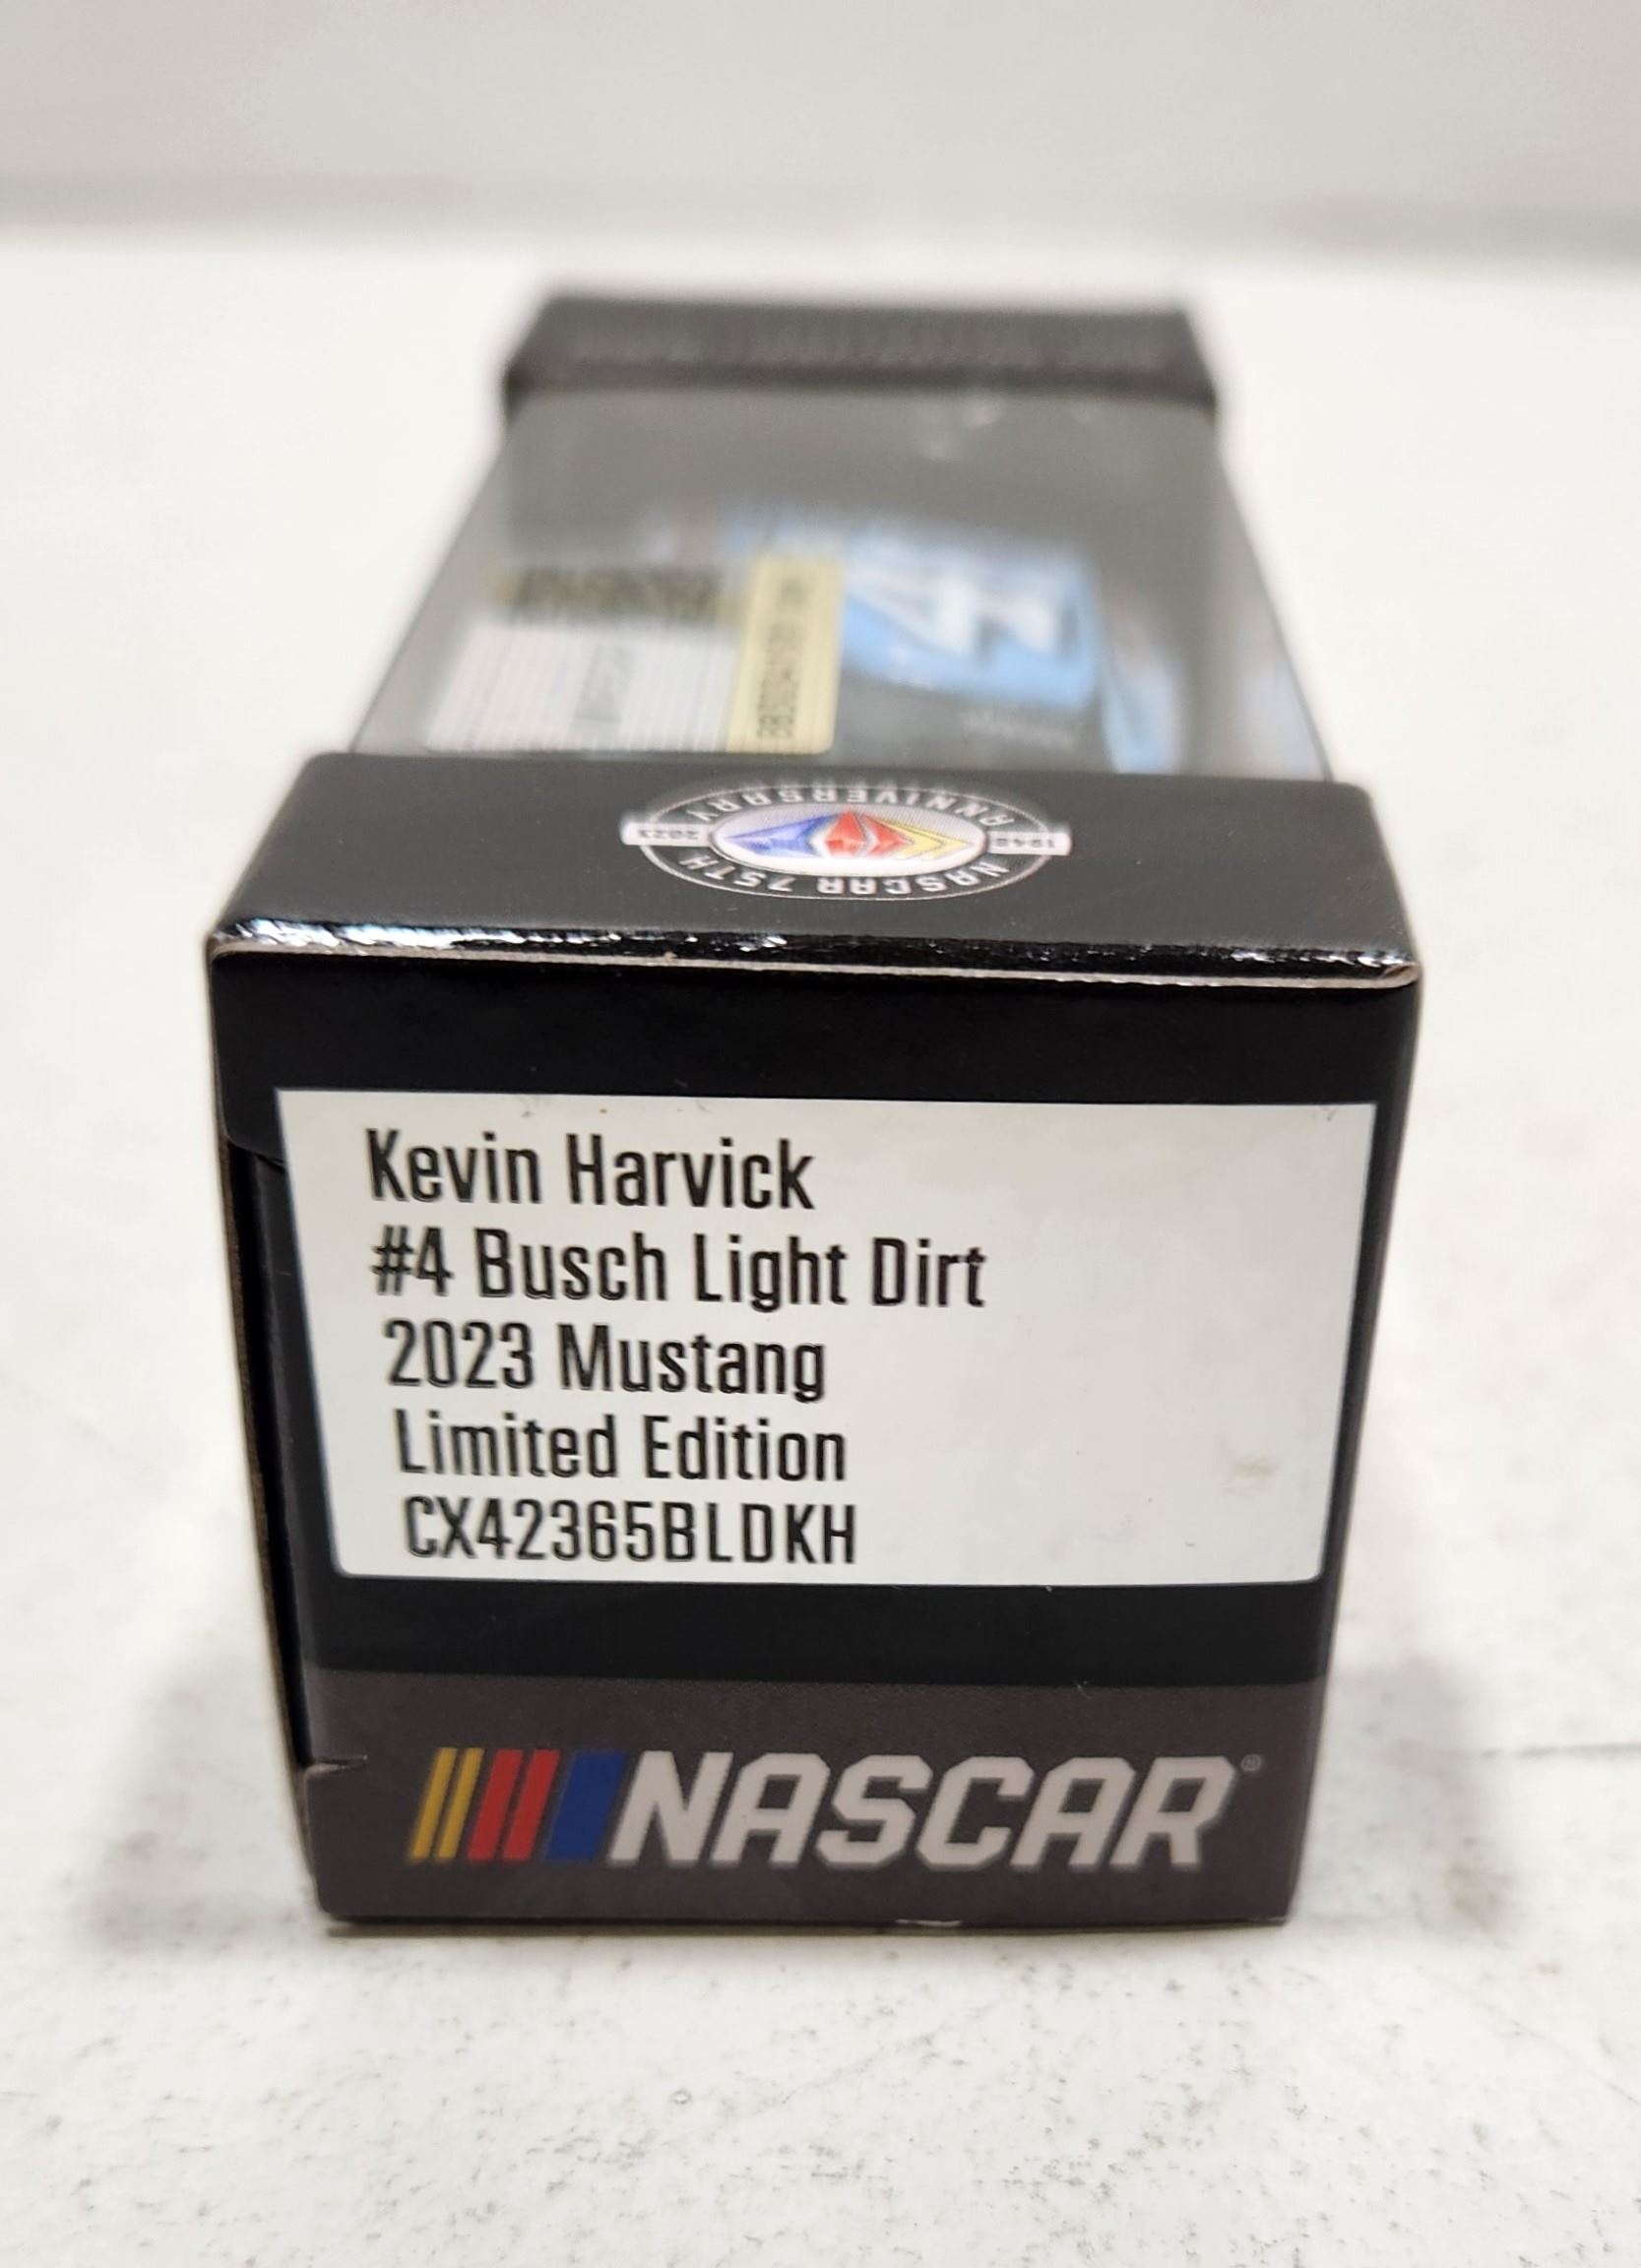 NASCAR 75TH
ANNIVERSARY
1948 2023
Kevin Harvick
#4 Busch Light Dirt
2023 Mustang
Limited Edition
CX42365BLDKH
NASCAR®